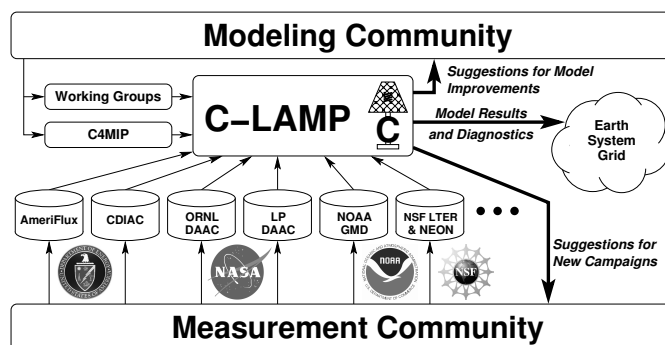 Modeling Community
Suggestions for Model
Improvements
Working Groups
C4MIP
C-LAMP
C
Model Results
and Diagnostics
Earth
System
Grid
AmeriFlux
CDIAC
ORNL
DAAC
LP
DAAC
NOAA
GMD
NSF LTER
& NEON
Suggestions for
New Campaigns
NASA
NOAA
NSF
Measurement Community